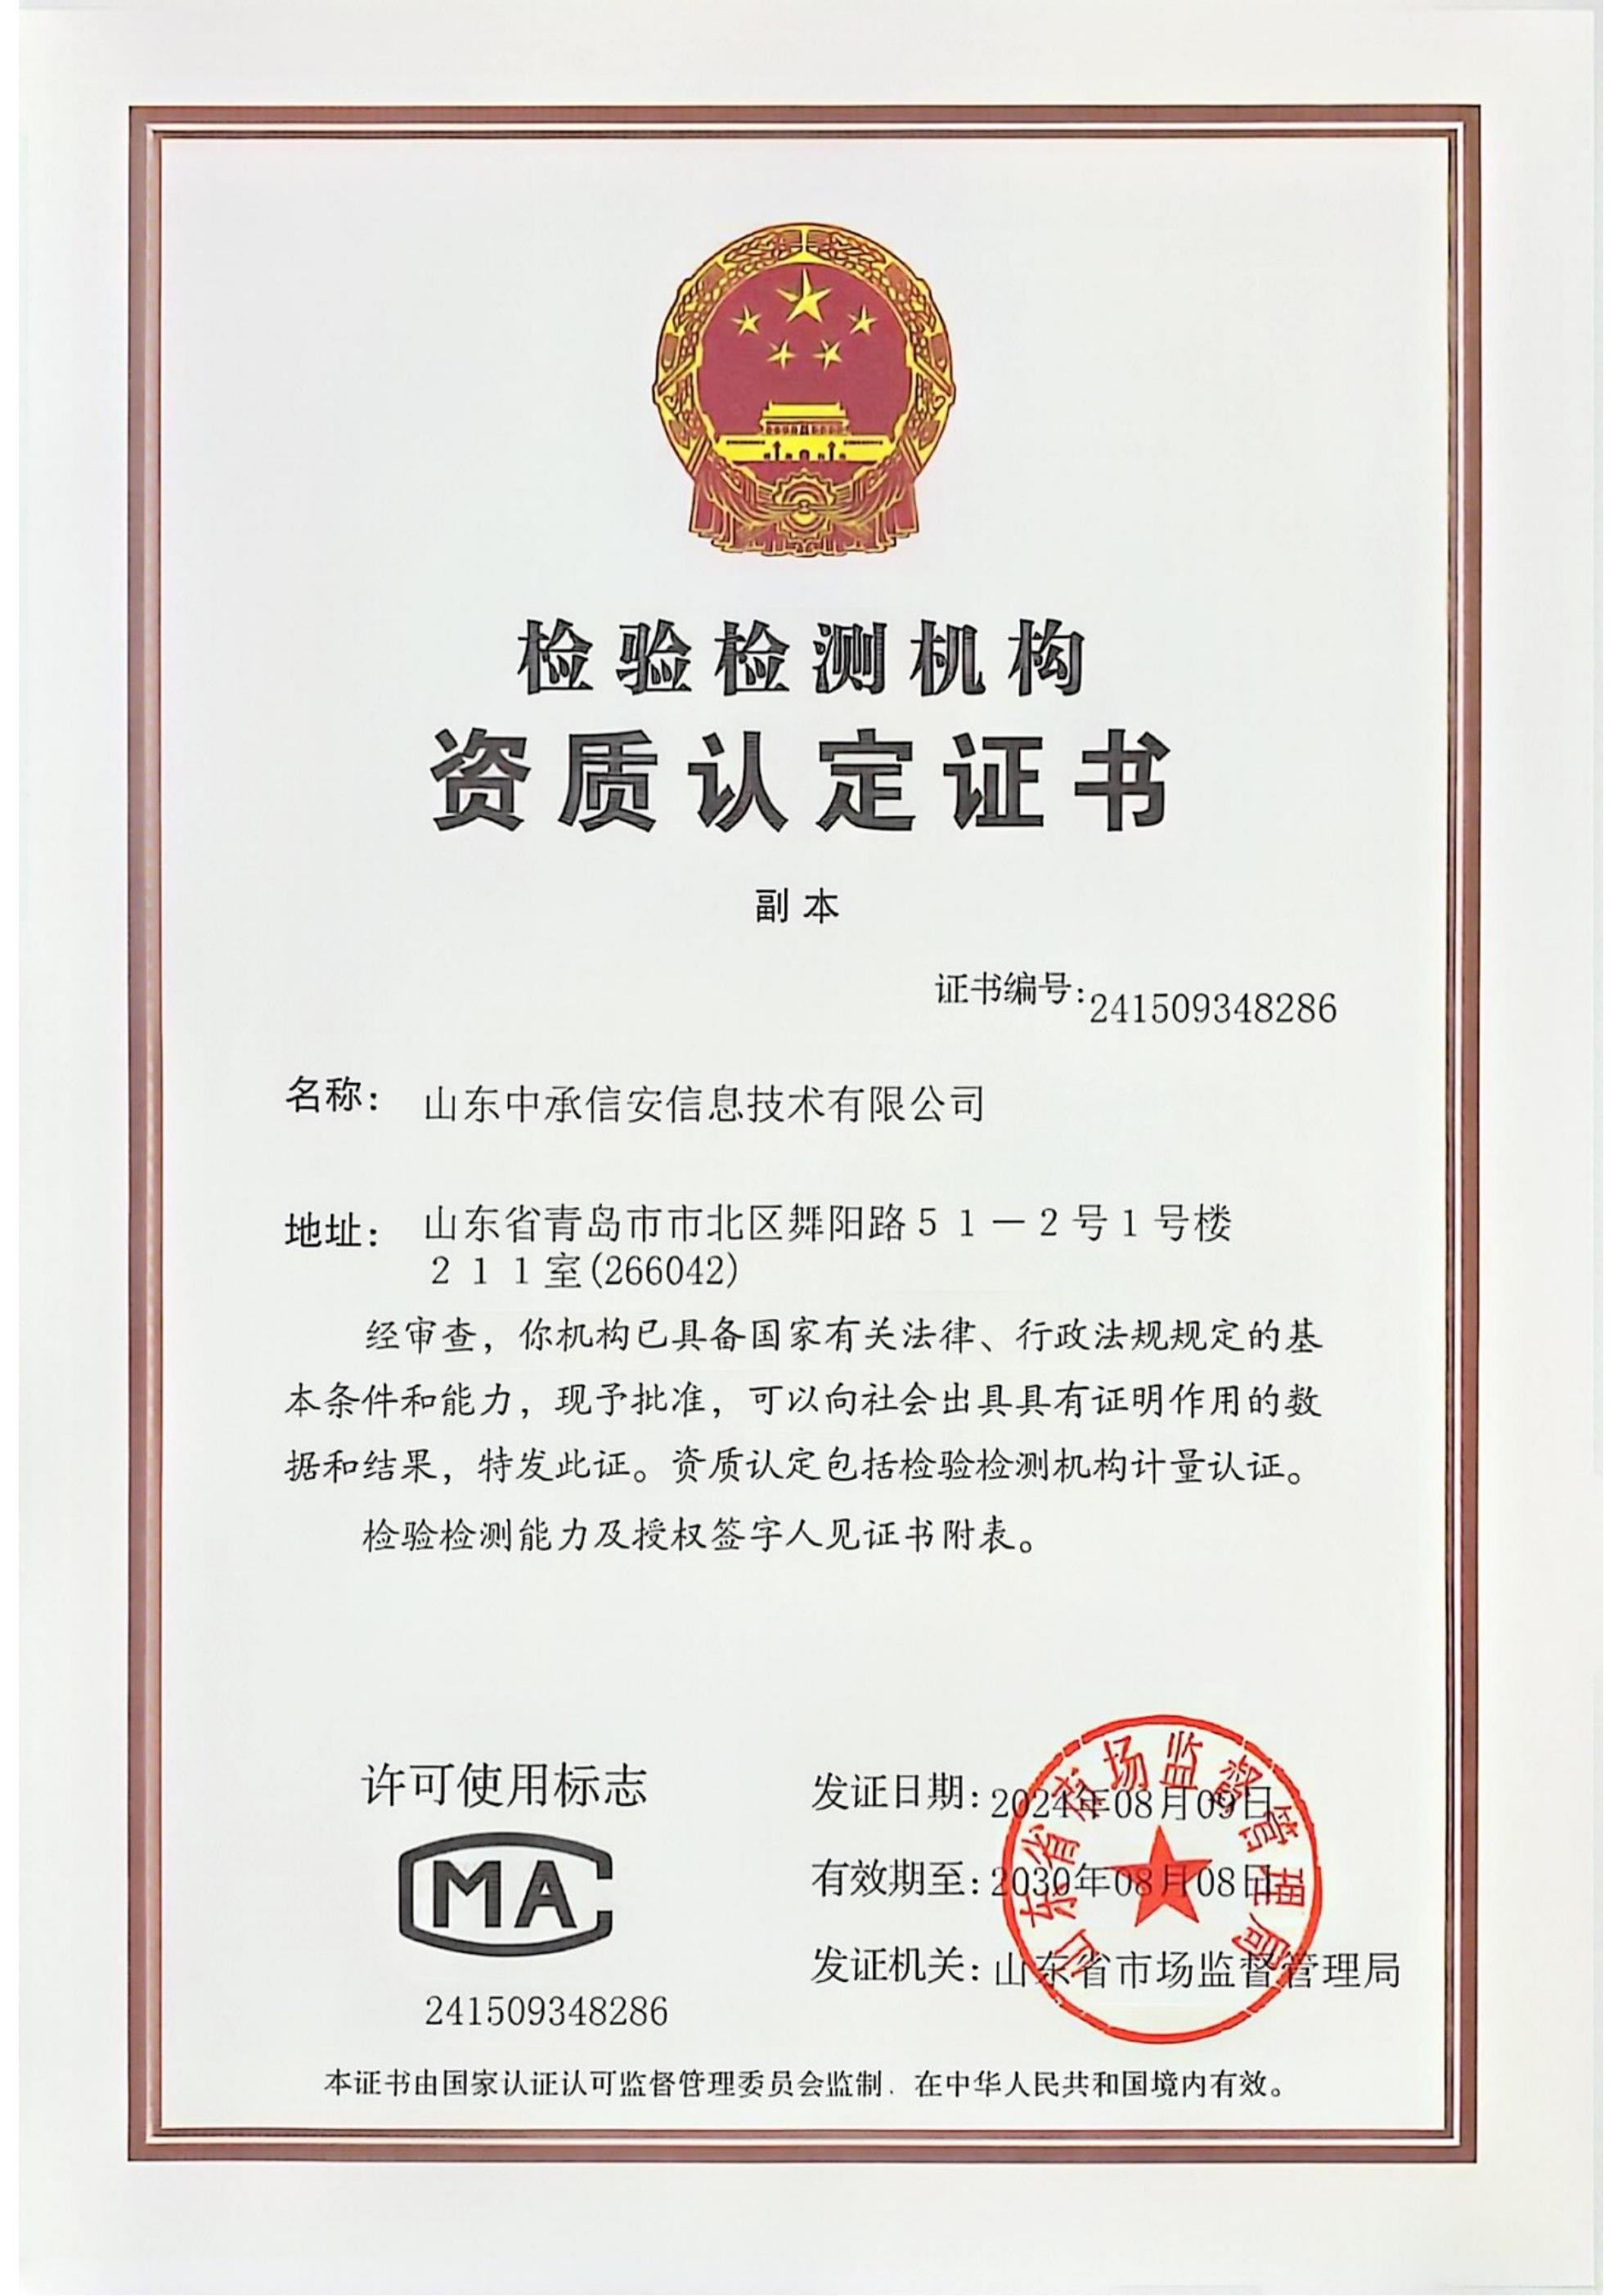 检验检测机构
资质认定证书
副本
证书编号:241509348286
名称: 山东中承信安信息技术有限公司
地址: 山东省青岛市市北区舞阳路５１－２号１号楼
２１１室(266042)
经审查，你机构已具备国家有关法律、行政法规规定的基
本条件和能力，现予批准，可以向社会出具具有证明作用的数
据和结果，特发此证。资质认定包括检验检测机构计量认证。
检验检测能力及授权签字人见证书附表。
许可使用标志
MA
241509348286
发证日期:2024年08月09日
有效期至:2030年08月08日
发证机关:山东省市场监督管理局
山东省市场监督管理局
本证书由国家认证认可监督管理委员会监制，在中华人民共和国境内有效。